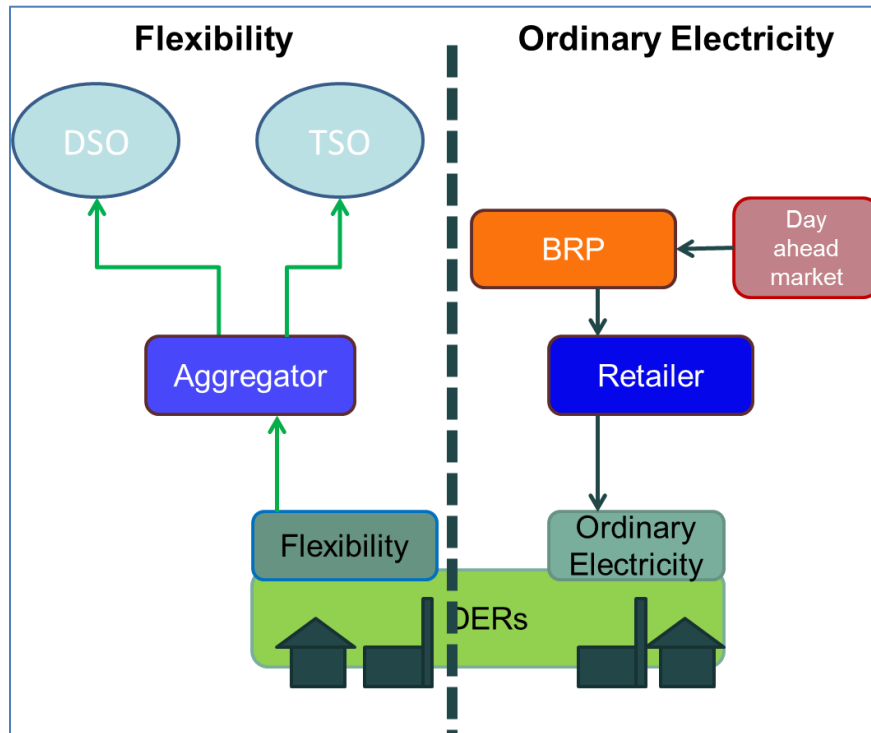 Flexibility
Ordinary Electricity
DSO
TSO
BRP
Day
ahead
market
Aggregator
Retailer
Flexibility
Ordinary
Electricity
DERs